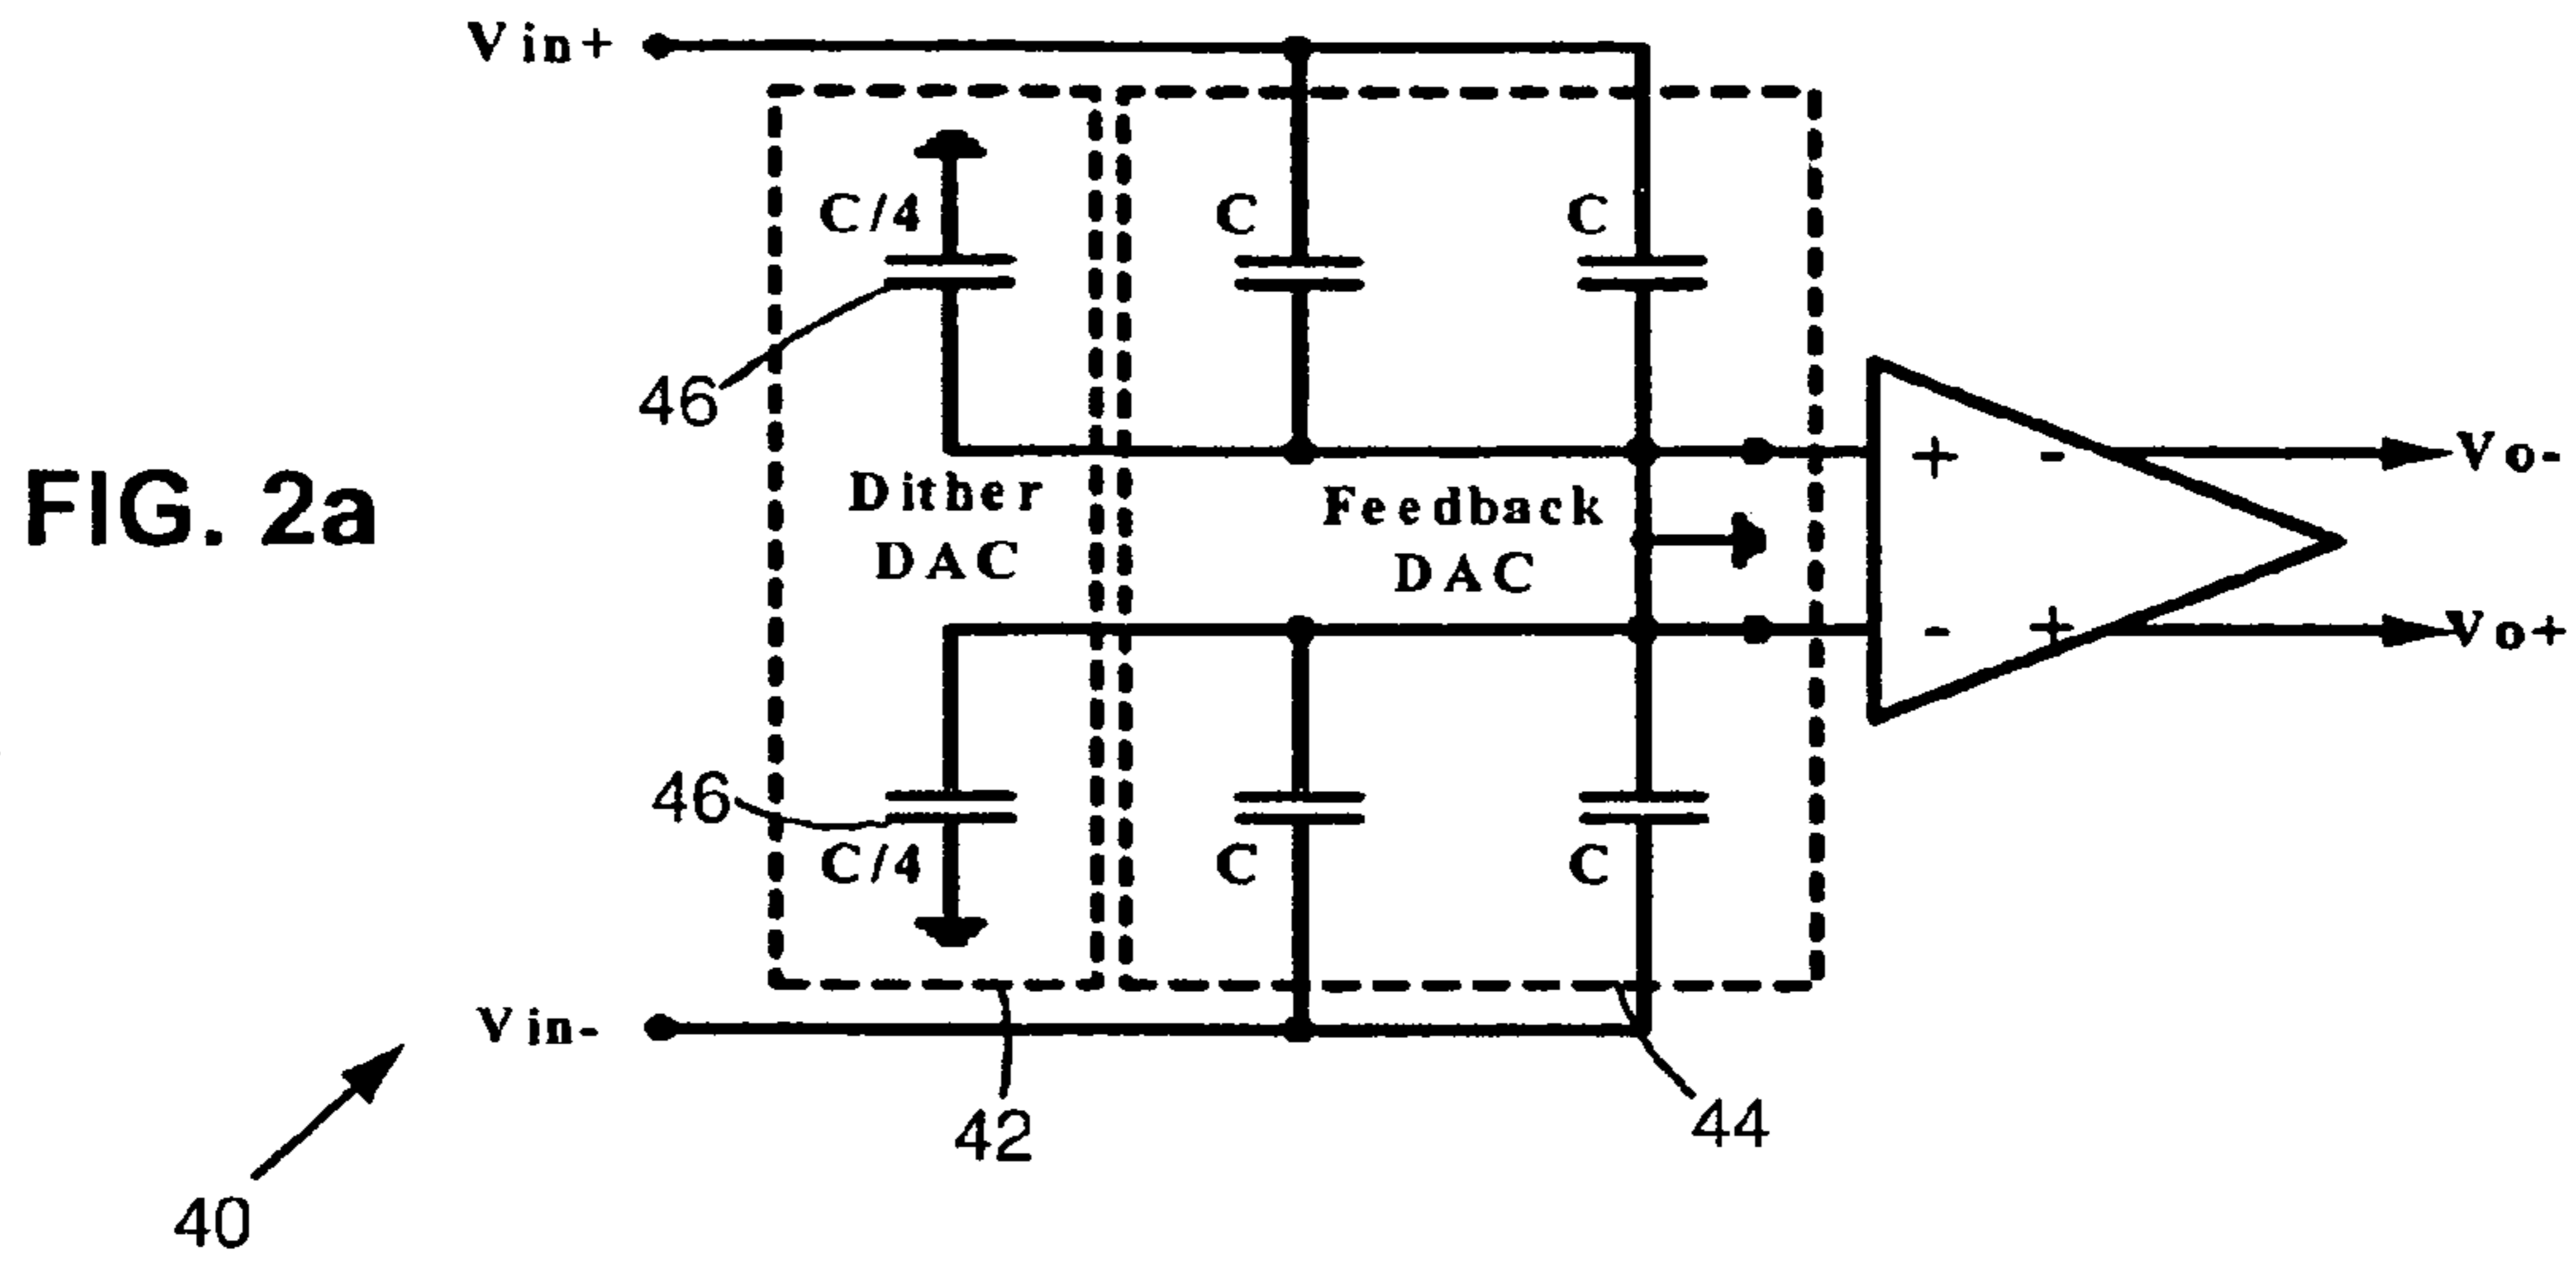 Vin+
C/4
C
C
46
FIG. 2a
+
-
Vo-
Dither
DAC
Feedback
DAC
-
+
Vo+
46
C/4
C
C
Vin-
42
44
40